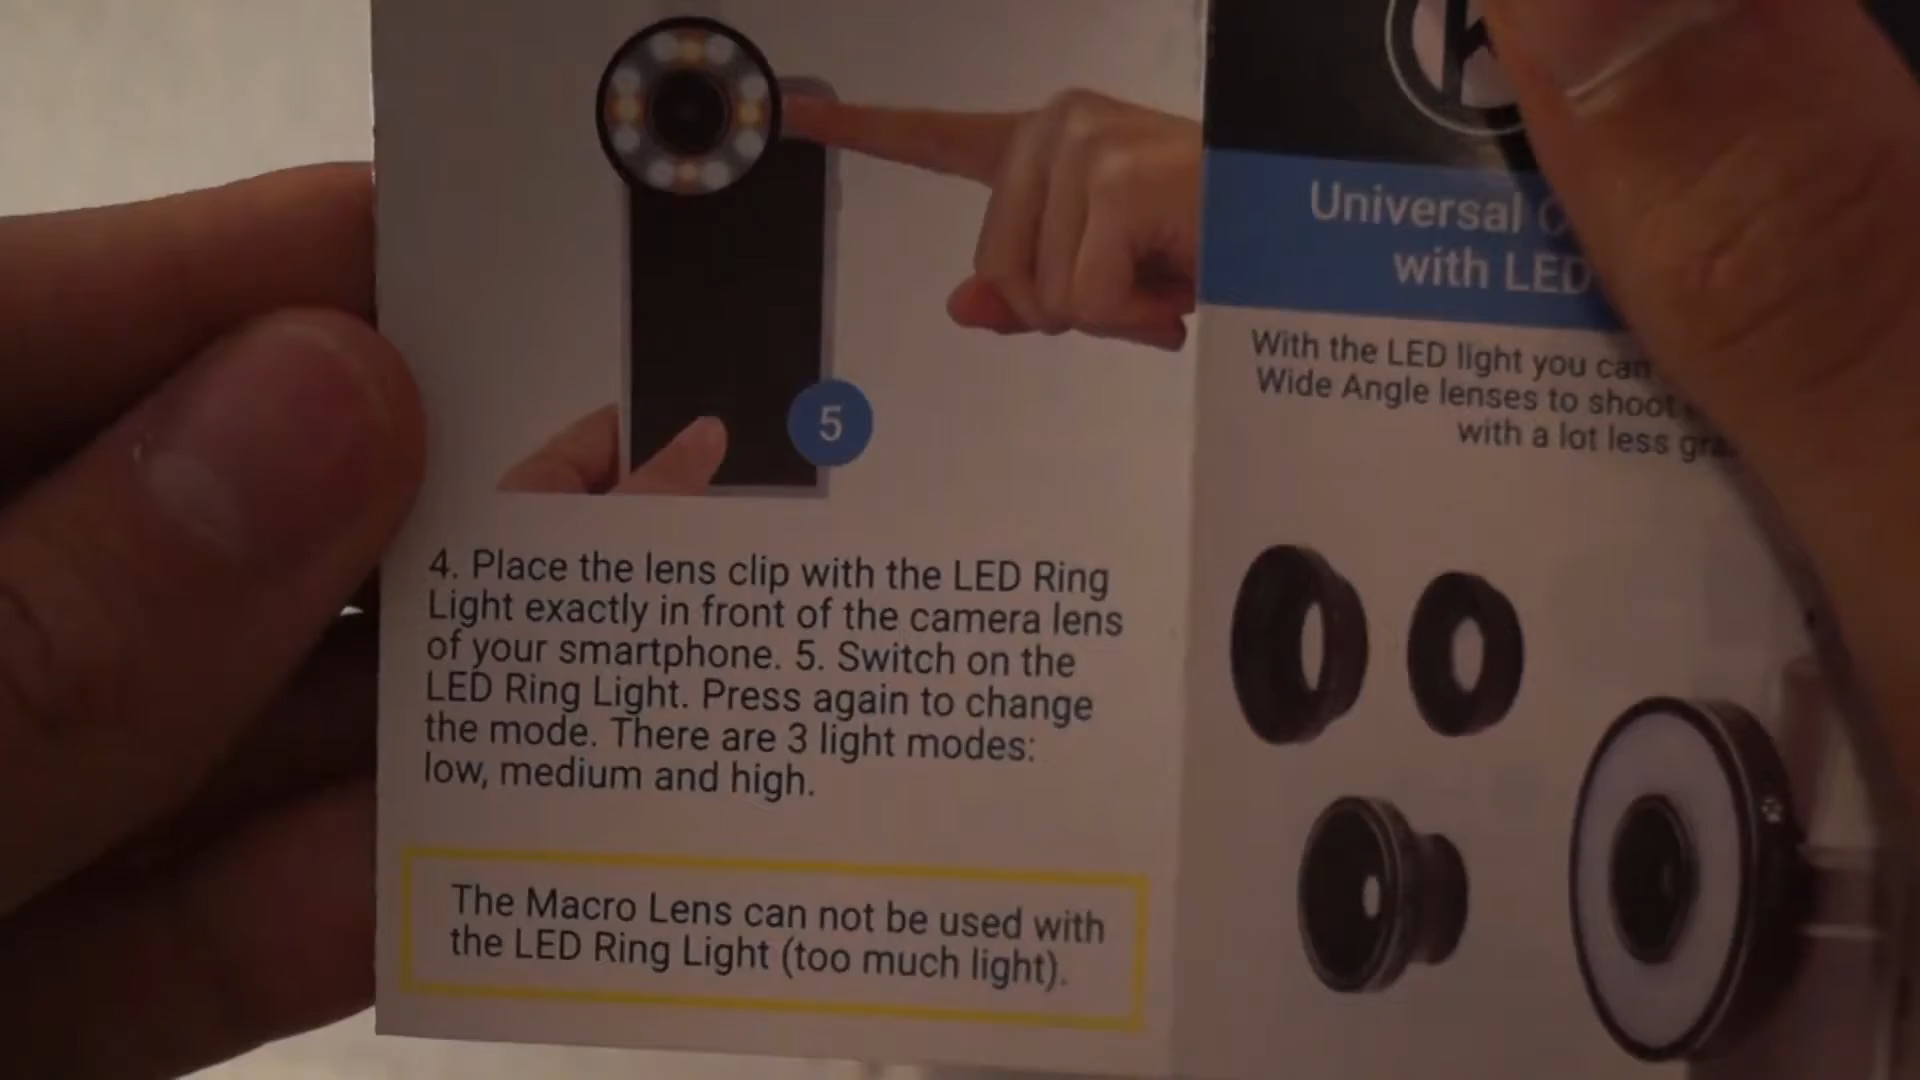 5
4. Place the lens clip with the LED Ring
Light exactly in front of the camera lens
of your smartphone. 5. Switch on the
LED Ring Light. Press again to change
the mode. There are 3 light modes:
low, medium and high.
The Macro Lens can not be used with
the LED Ring Light (too much light).
Universal
with LED
With the LED light you can
Wide Angle lenses to shoot
with a lot less